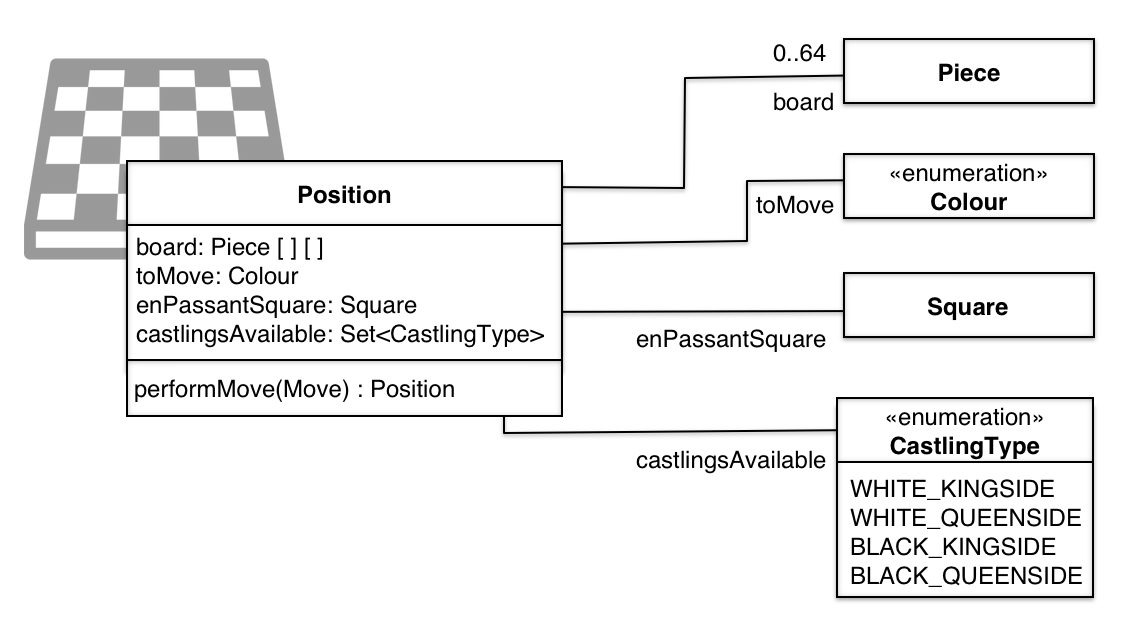 Position
board: Piece [ ] [ ]
toMove: Colour
enPassantSquare: Square
castlingsAvailable: Set<CastlingType>
performMove(Move) : Position
0..64
board
Piece
toMove
«enumeration»
Colour
enPassantSquare
Square
castlingsAvailable
«enumeration»
CastlingType
WHITE_KINGSIDE
WHITE_QUEENSIDE
BLACK_KINGSIDE
BLACK_QUEENSIDE